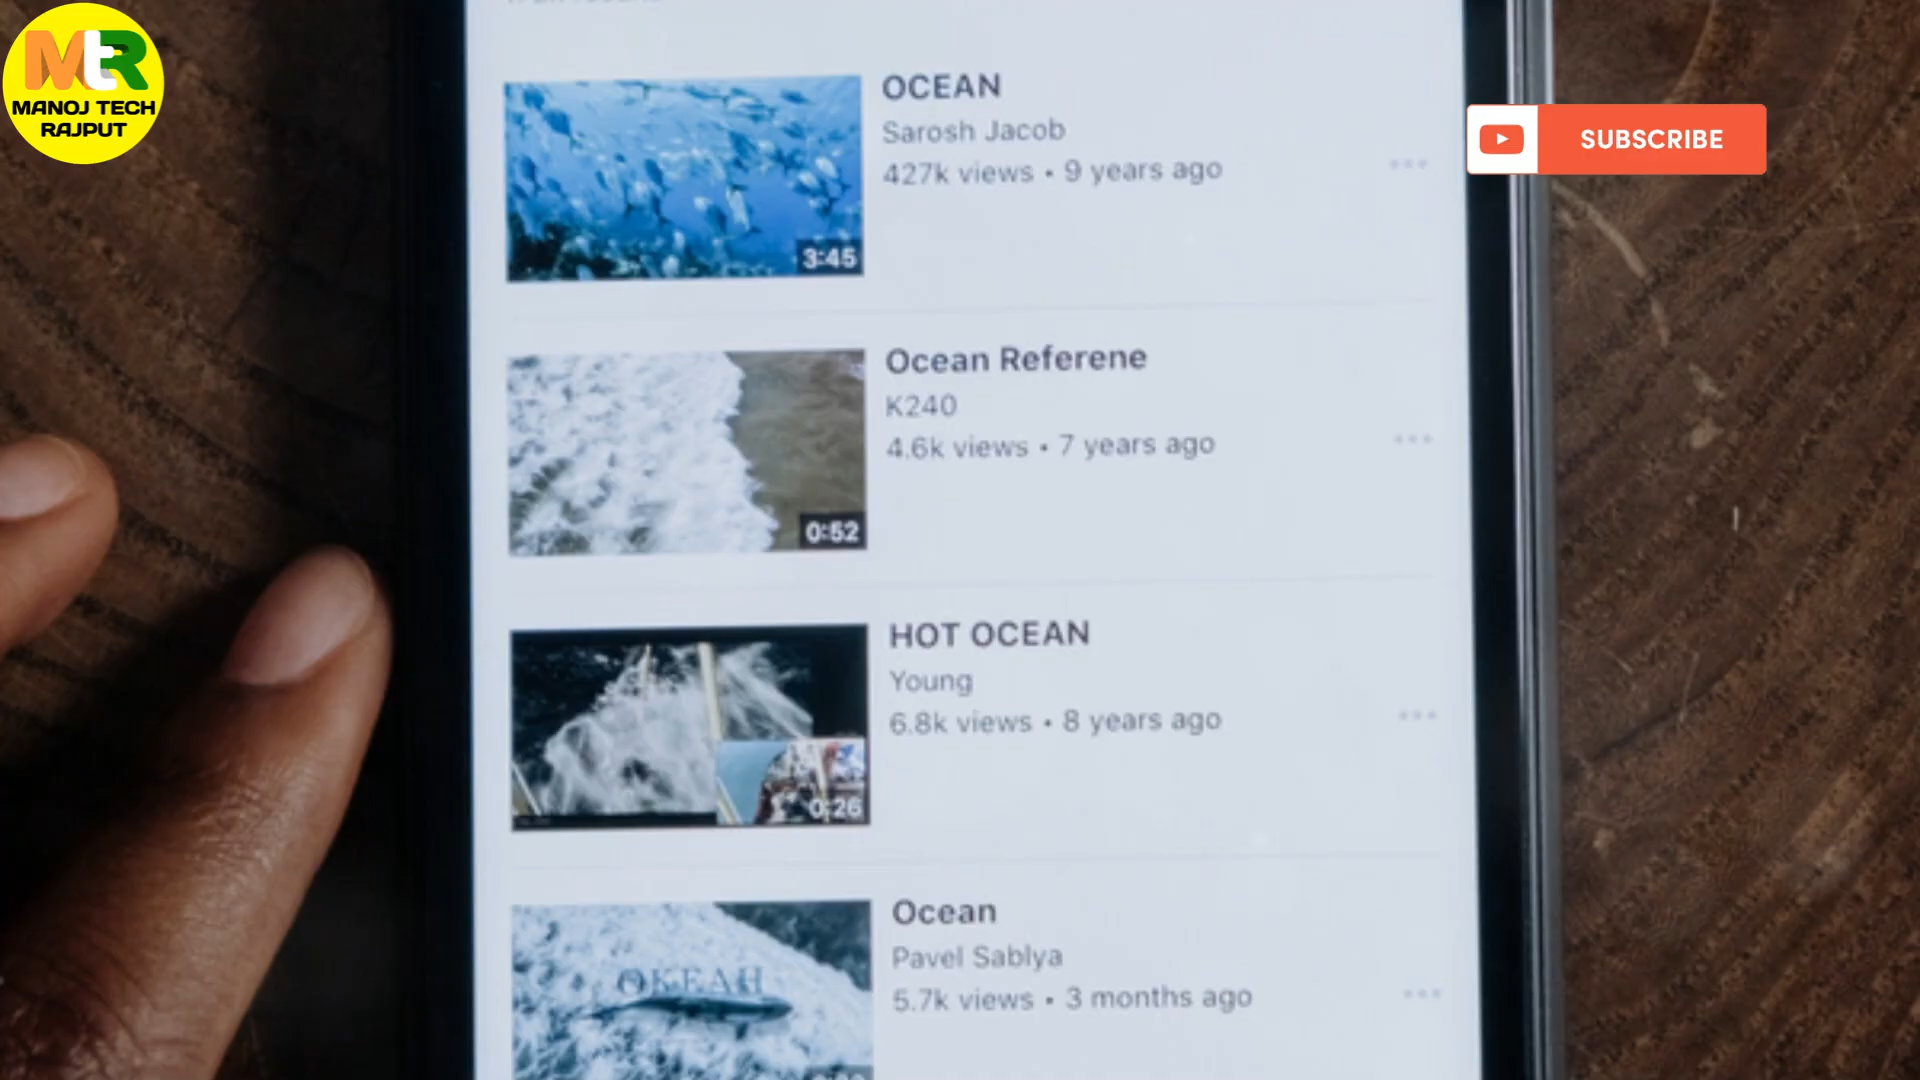 MtR
MANOJ TECH
RAJPUT
SUBSCRIBE
OCEAN
Sarosh Jacob
427k views • 9 years ago
3:45
Ocean Referene
K240
4.6k views • 7 years ago
0:52
HOT OCEAN
Young
6.8k views • 8 years ago
0:26
Ocean
Pavel Sablya
5.7k views • 3 months ago
ОКЕАН